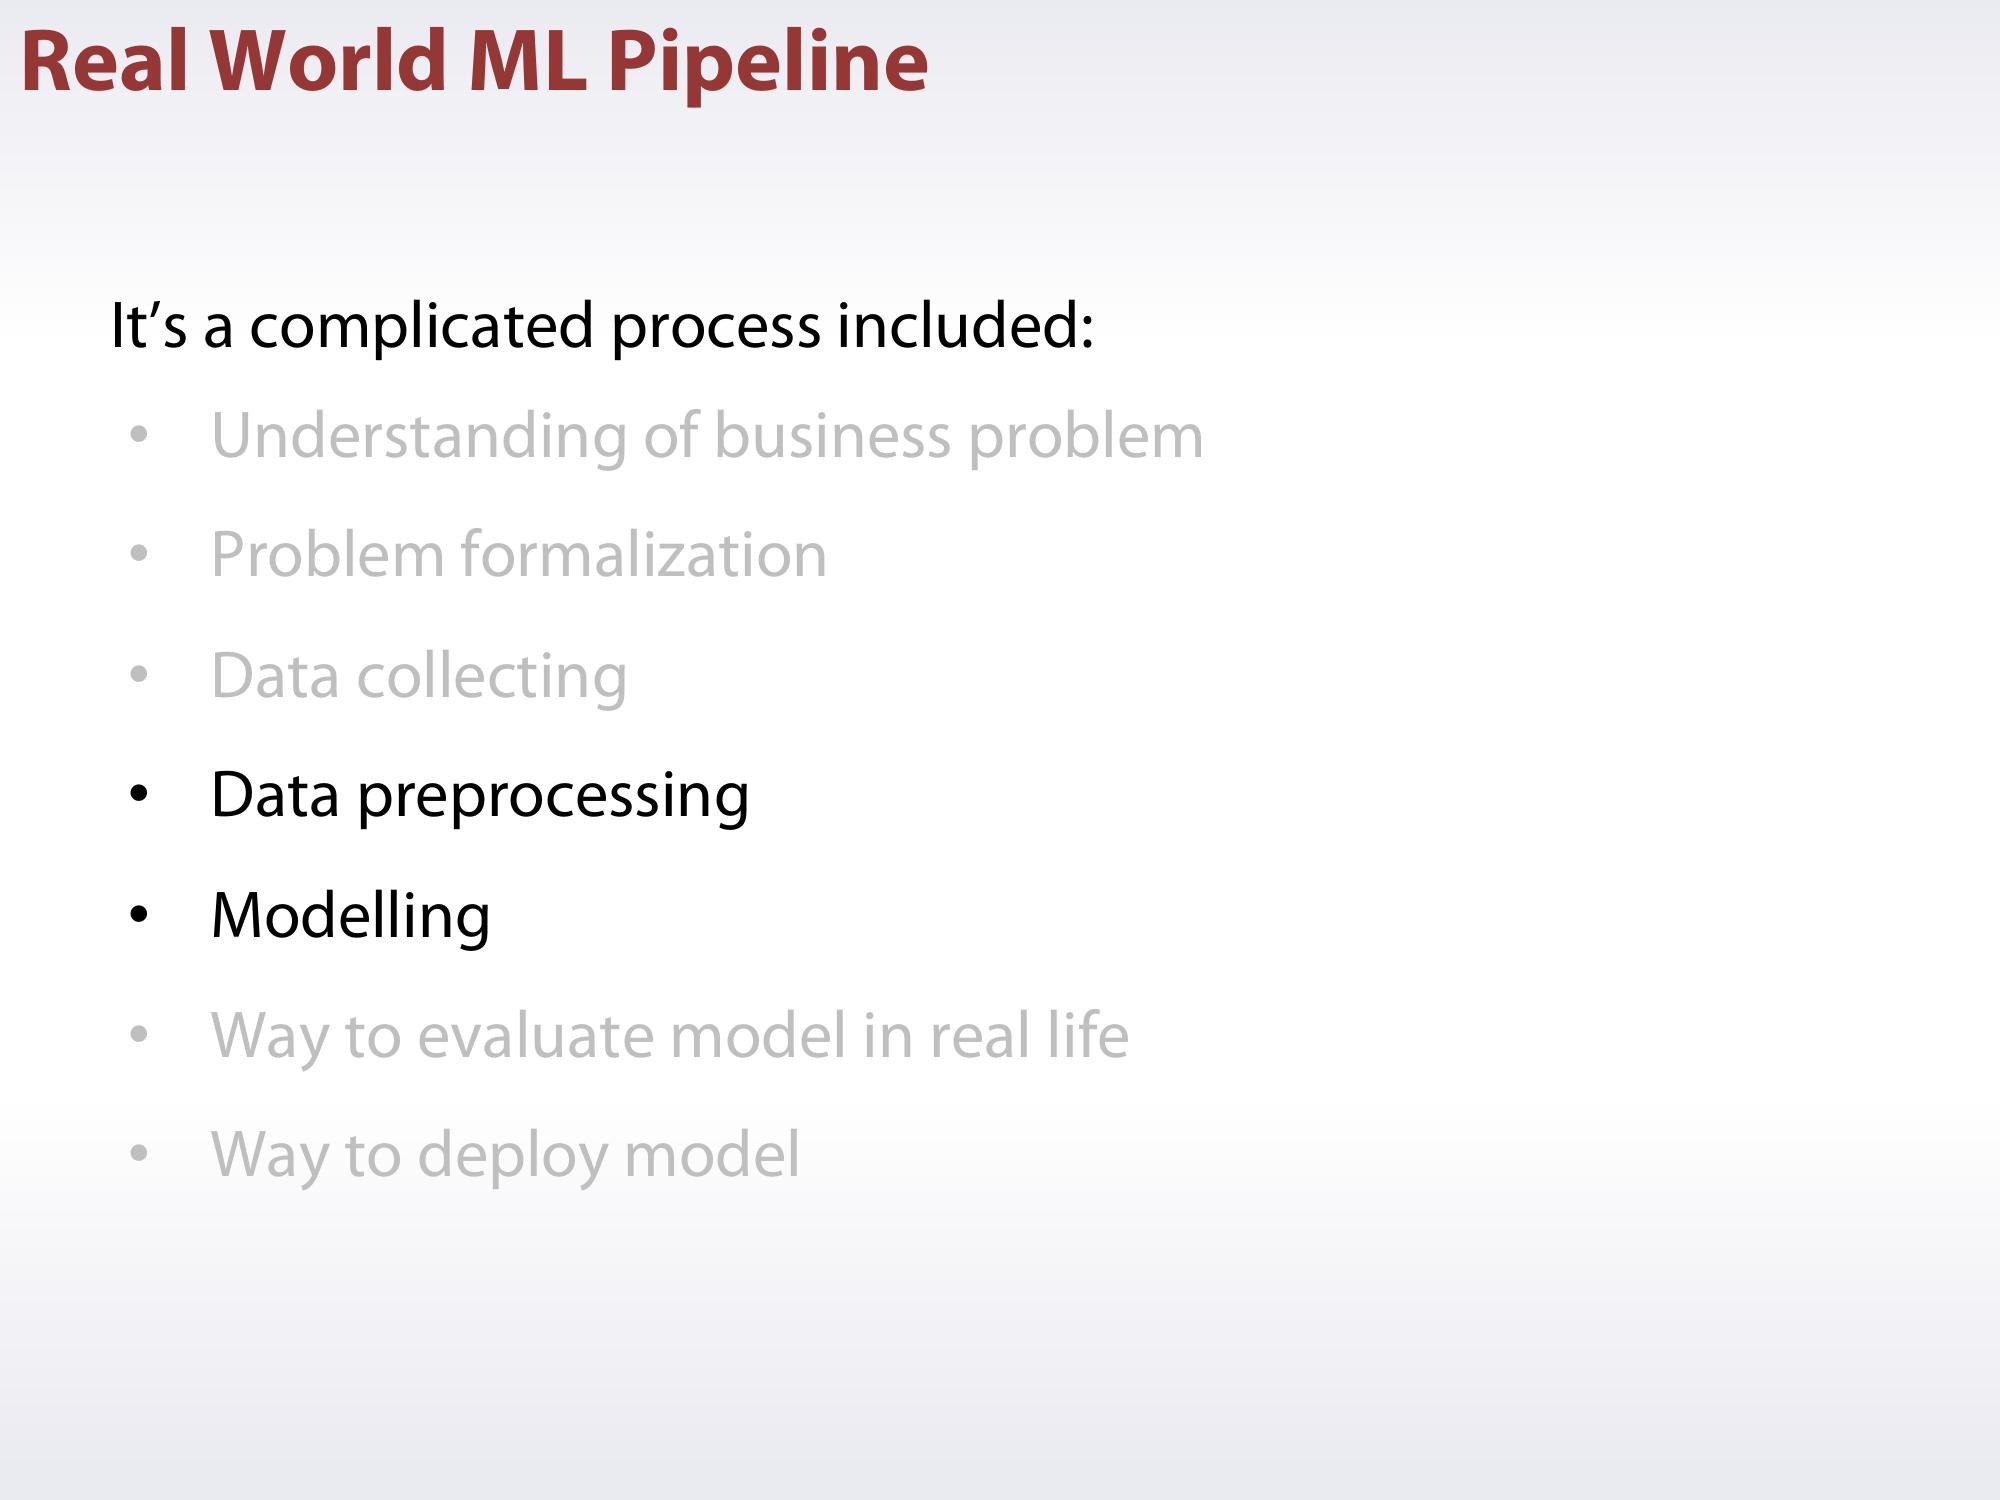 Real World ML Pipeline
It’s a complicated process included:
• Understanding of business problem
• Problem formalization
• Data collecting
• Data preprocessing
• Modelling
• Way to evaluate model in real life
• Way to deploy model